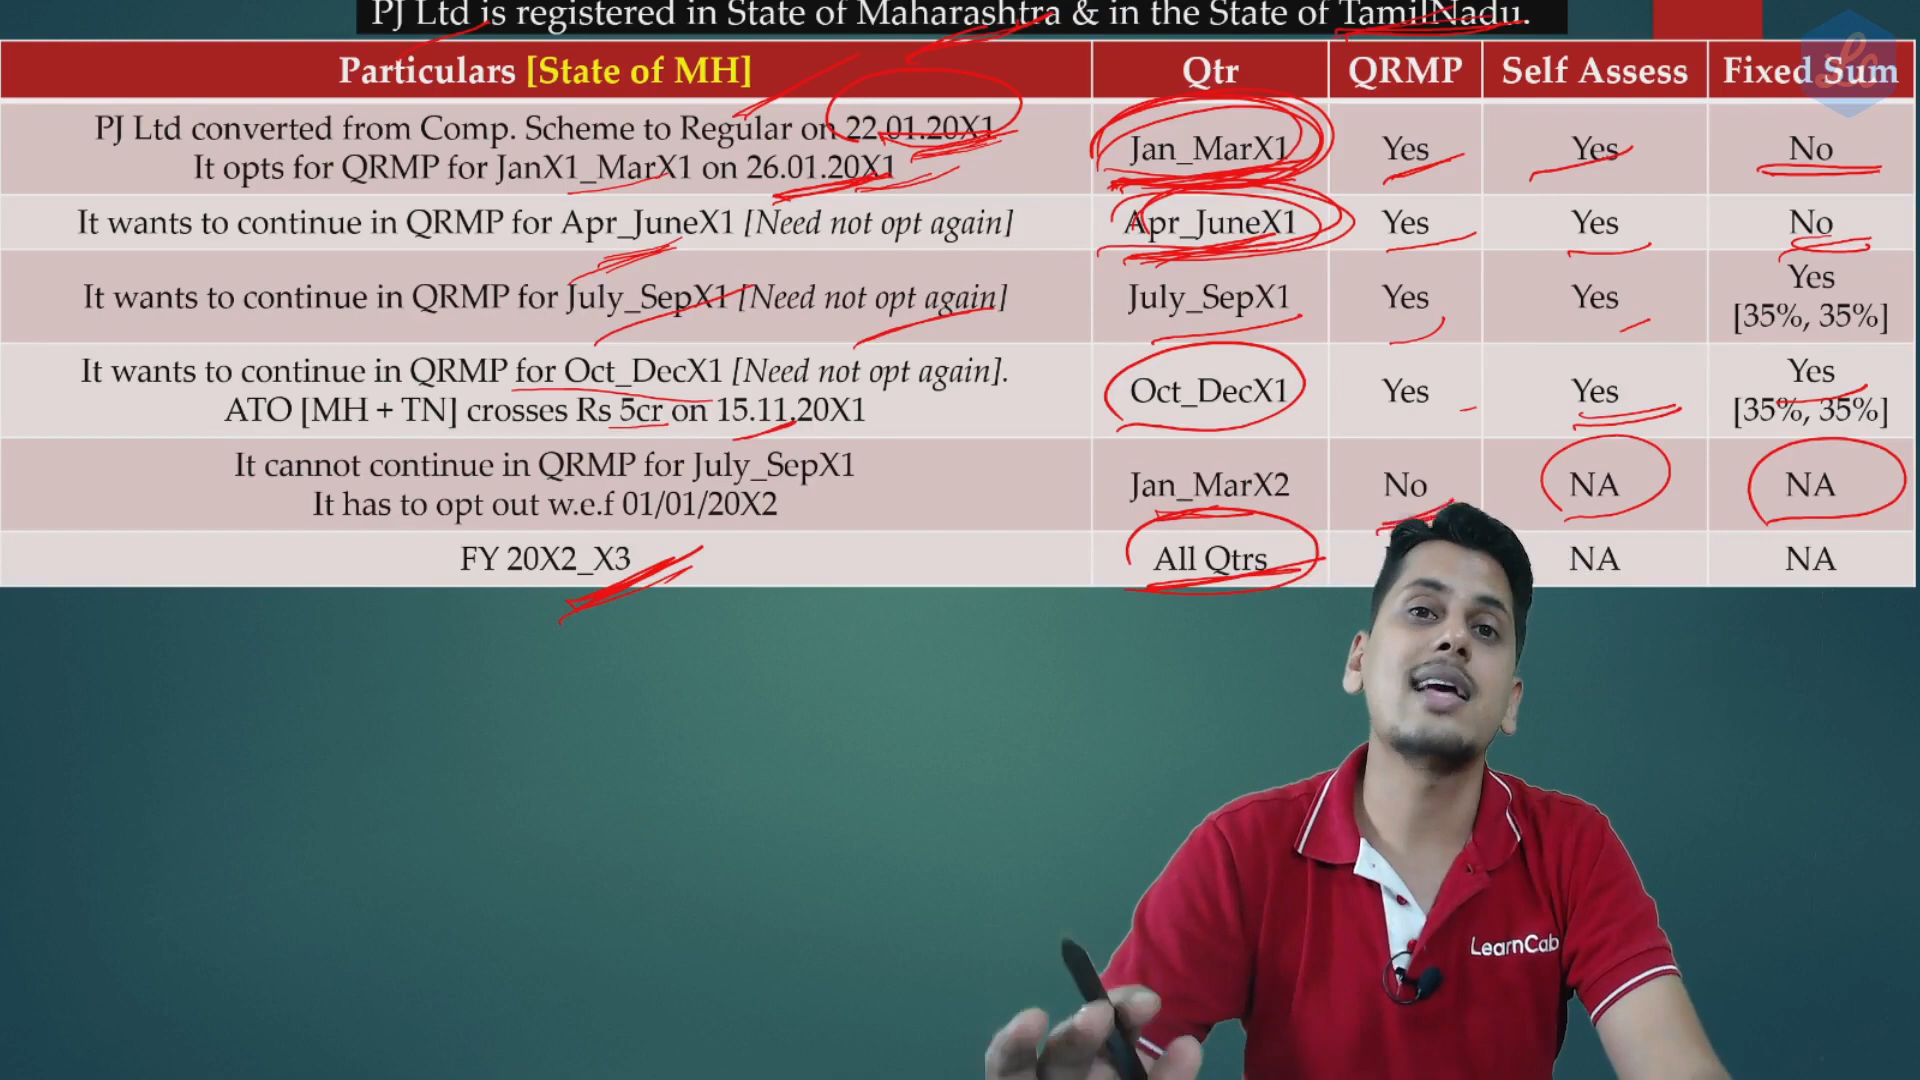 PJ Ltd is registered in State of Maharashtra & in the State of TamilNadu.
Particulars [State of MH] Qtr QRMP Self Assess Fixed Sum
PJ Ltd converted from Comp. Scheme to Regular on 22.01.20X1
It opts for QRMP for JanX1_MarX1 on 26.01.20X1
Jan_MarX1 Yes Yes No
It wants to continue in QRMP for Apr_JuneX1 [Need not opt again] Apr_JuneX1 Yes Yes No
It wants to continue in QRMP for July_SepX1 [Need not opt again] July_SepX1 Yes Yes Yes
[35%, 35%]
It wants to continue in QRMP for Oct_DecX1 [Need not opt again].
ATO [MH + TN] crosses Rs 5cr on 15.11.20X1
Oct_DecX1 Yes Yes Yes
[35%, 35%]
It cannot continue in QRMP for July_SepX1
It has to opt out w.e.f 01/01/20X2
Jan_MarX2 No NA NA
FY 20X2_X3 All Qtrs NA NA
LearnCab